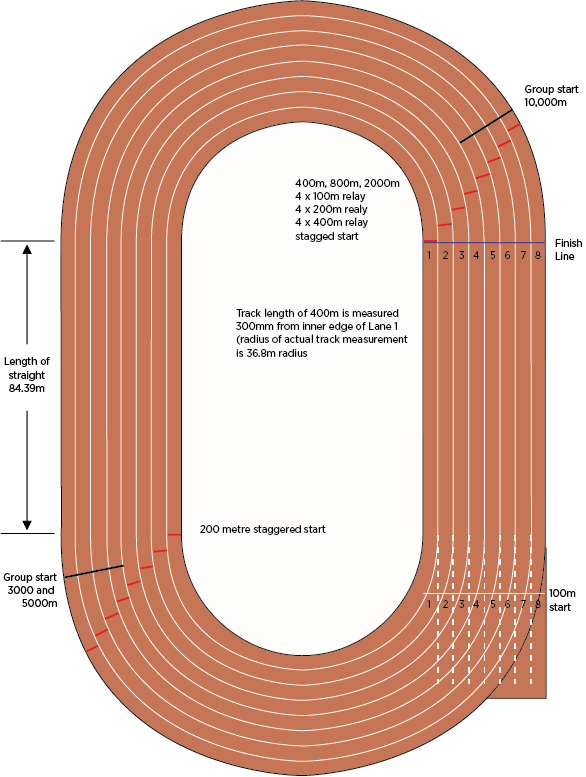 Group start
10,000m
400m, 800m, 2000m
4 x 100m relay
4 x 200m realy
4 x 400m relay
stagged start
Finish
Line
1 2 3 4 5 6 7 8
Track length of 400m is measured
300mm from inner edge of Lane 1
(radius of actual track measurement
is 36.8m radius
Length of
straight
84.39m
200 metre staggered start
Group start
3000 and
5000m
100m
start
1 2 3 4 5 6 7 8